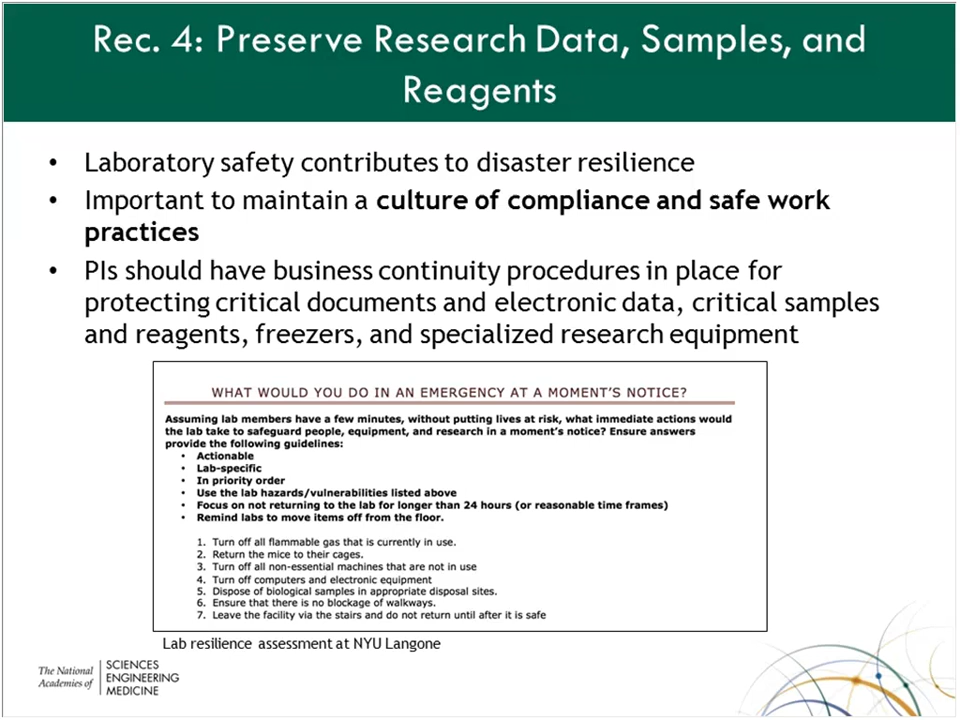 Rec. 4: Preserve Research Data, Samples, and
Reagents
• Laboratory safety contributes to disaster resilience
• Important to maintain a culture of compliance and safe work
practices
• PIs should have business continuity procedures in place for
protecting critical documents and electronic data, critical samples
and reagents, freezers, and specialized research equipment
WHAT WOULD YOU DO IN AN EMERGENCY AT A MOMENT'S NOTICE?
Assuming lab members have a few minutes, without putting lives at risk, what immediate actions would
the lab take to safeguard people, equipment, and research in a moment's notice? Ensure answers
provide the following guidelines:
• Actionable
• Lab-specific
• In priority order
• Use the lab hazards/vulnerabilities listed above
• Focus on not returning to the lab for longer than 24 hours (or reasonable time frames)
• Remind labs to move items off from the floor.
1. Turn off all flammable gas that is currently in use.
2. Return the mice to their cages.
3. Turn off all non-essential machines that are not in use
4. Turn off computers and electronic equipment
5. Dispose of biological samples in appropriate disposal sites.
6. Ensure that there is no blockage of walkways.
7. Leave the facility via the stairs and do not return until after it is safe
Lab resilience assessment at NYU Langone
The National
Academies of
SCIENCES
ENGINEERING
MEDICINE